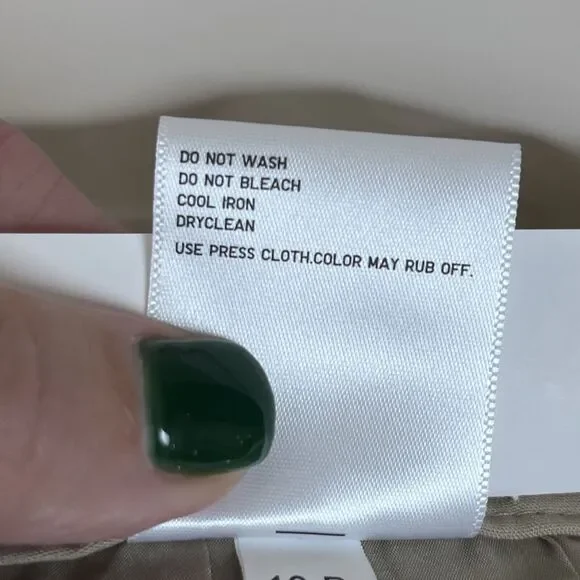 DO NOT WASH
DO NOT BLEACH
COOL IRON
DRYCLEAN
USE PRESS CLOTH.COLOR MAY RUB OFF.